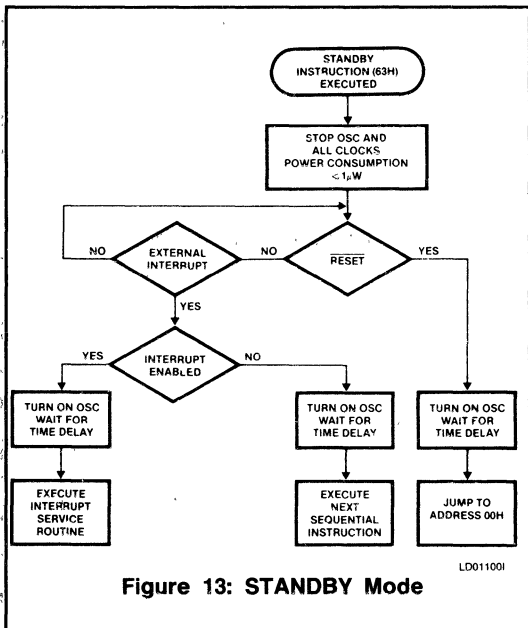 STANDBY
INSTRUCTION (63H)
EXECUTED
STOP OSC AND
ALL CLOCKS
POWER CONSUMPTION
<1μW
NO
EXTERNAL
INTERRUPT
NO
RESET
YES
YES
YES
INTERRUPT
ENABLED
NO
TURN ON OSC
WAIT FOR
TIME DELAY
TURN ON OSC
WAIT FOR
TIME DELAY
TURN ON OSC
WAIT FOR
TIME DELAY
EXECUTE
INTERRUPT
SERVICE
ROUTINE
EXECUTE
NEXT
SEQUENTIAL
INSTRUCTION
JUMP TO
ADDRESS 00H
LD01100I
Figure 13: STANDBY Mode